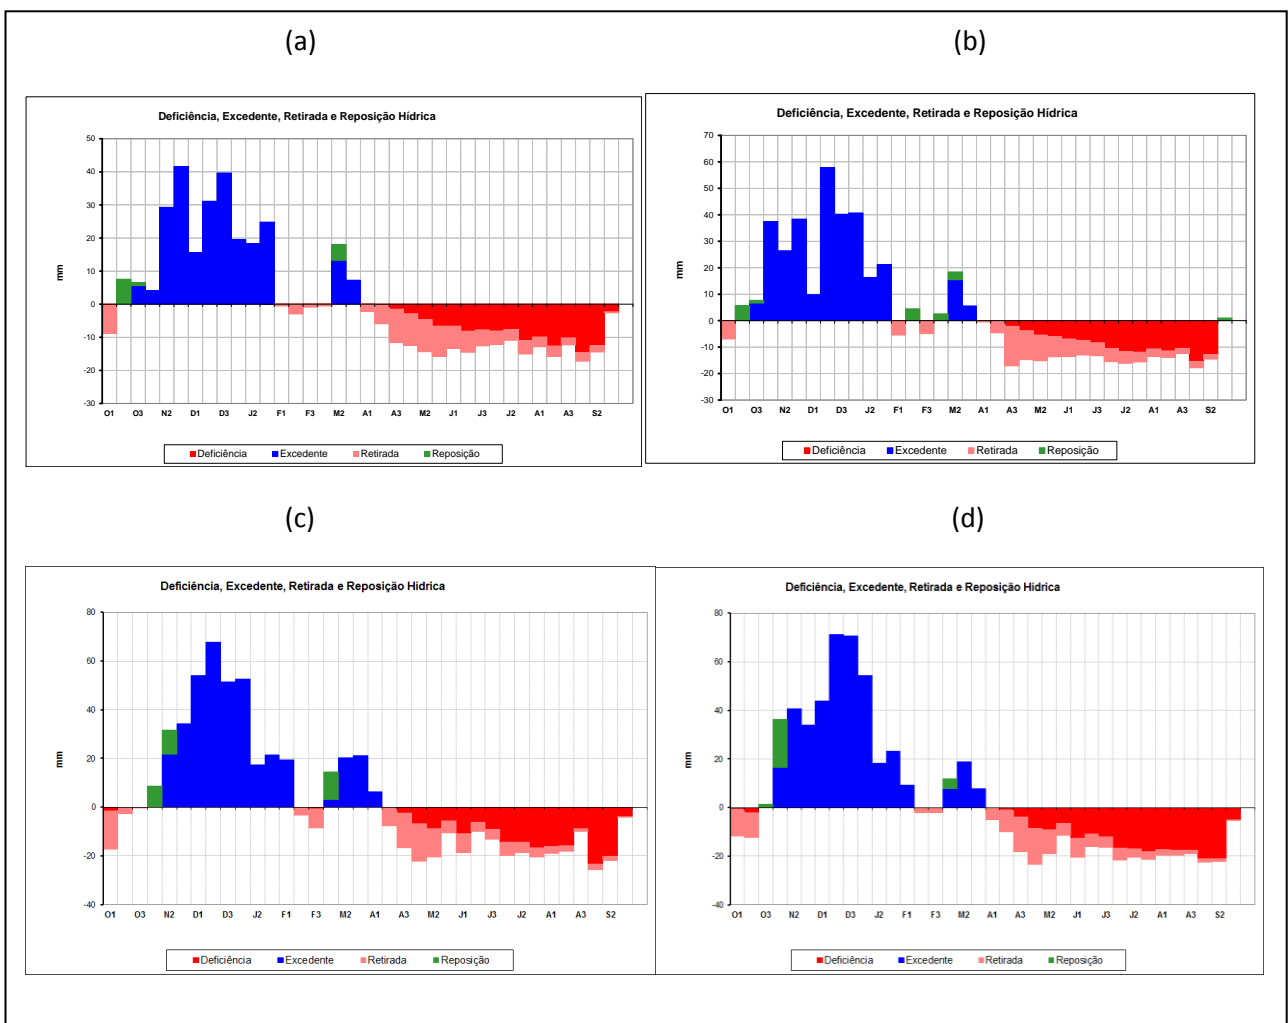 (a)
(b)
Deficiência, Excedente, Retirada e Reposição Hídrica
50
40
30
20
10
0
-10
-20
-30
mm
O1 O3 N2 D1 D3 J2 F1 F3 M2 A1 A3 M2 J1 J3 J2 A1 A3 S2
Deficiência Excedente Retirada Reposição
Deficiência, Excedente, Retirada e Reposição Hídrica
70
60
50
40
30
20
10
0
-10
-20
-30
mm
O1 O3 N2 D1 D3 J2 F1 F3 M2 A1 A3 M2 J1 J3 J2 A1 A3 S2
Deficiência Excedente Retirada Reposição
(c)
(d)
Deficiência, Excedente, Retirada e Reposição Hídrica
80
60
40
20
0
-20
-40
mm
O1 O3 N2 D1 D3 J2 F1 F3 M2 A1 A3 M2 J1 J3 J2 A1 A3 S2
Deficiência Excedente Retirada Reposição
Deficiência, Excedente, Retirada e Reposição Hídrica
80
60
40
20
0
-20
-40
mm
O1 O3 N2 D1 D3 J2 F1 F3 M2 A1 A3 M2 J1 J3 J2 A1 A3 S2
Deficiência Excedente Retirada Reposição